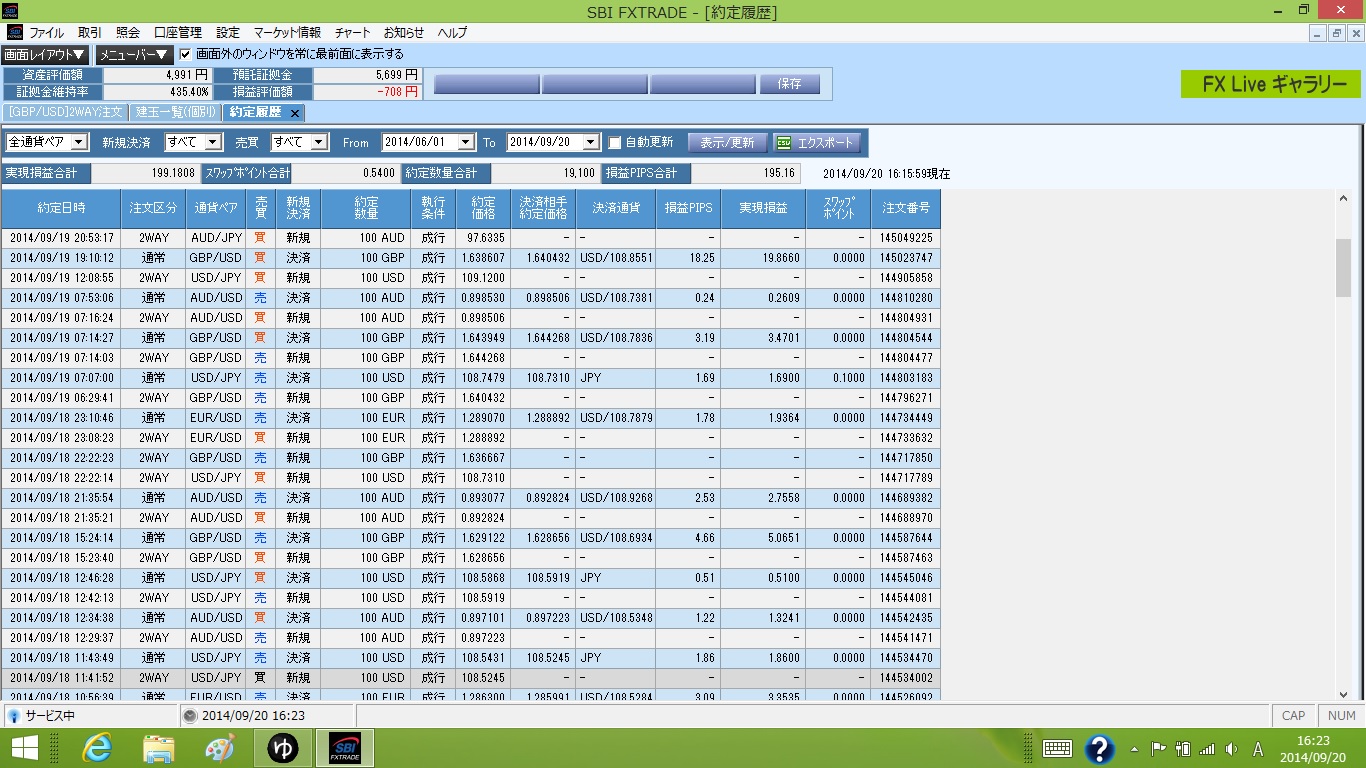 SBI FXTRADE - [約定履歴]
ファイル 取引 照会 口座管理 設定 マーケット情報 チャート お知らせ ヘルプ
画面レイアウト▼ メニューバー▼ 画面外のウィンドウを常に最前面に表示する
資産評価額 4,991 円 預託証拠金 5,699 円
証拠金維持率 435.40% 損益評価額 -708 円
保存
FX Live ギャラリー
[GBP/USD]2WAY注文 建玉一覧(個別) 約定履歴 ×
全通貨ペア 新規決済 すべて 売買 すべて From 2014/06/01 To 2014/09/20 自動更新 表示/更新 CSV エクスポート
実現損益合計 199.1808 スワップポイント合計 0.5400 約定数量合計 19,100 損益PIPS合計 195.16 2014/09/20 16:15:59現在
約定日時 注文区分 通貨ペア 売買 新規決済 約定数量 執行条件 約定価格 決済相手約定価格 決済通貨 損益PIPS 実現損益 スワップポイント 注文番号
2014/09/19 20:53:17 2WAY AUD/JPY 買 新規 100 AUD 成行 97.6335 - - - - - 145049225
2014/09/19 19:10:12 通常 GBP/USD 買 決済 100 GBP 成行 1.638607 1.640432 USD/108.8551 18.25 19.8660 0.0000 145023747
2014/09/19 12:08:55 2WAY USD/JPY 買 新規 100 USD 成行 109.1200 - - - - - 144905858
2014/09/19 07:53:06 通常 AUD/USD 売 決済 100 AUD 成行 0.898530 0.898506 USD/108.7381 0.24 0.2609 0.0000 144810280
2014/09/19 07:16:24 2WAY AUD/USD 買 新規 100 AUD 成行 0.898506 - - - - - 144804931
2014/09/19 07:14:27 通常 GBP/USD 買 決済 100 GBP 成行 1.643949 1.644268 USD/108.7836 3.19 3.4701 0.0000 144804544
2014/09/19 07:14:03 2WAY GBP/USD 売 新規 100 GBP 成行 1.644268 - - - - - 144804477
2014/09/19 07:07:00 通常 USD/JPY 売 決済 100 USD 成行 108.7479 108.7310 JPY 1.69 1.6900 0.1000 144803183
2014/09/19 06:29:41 2WAY GBP/USD 売 新規 100 GBP 成行 1.640432 - - - - - 144796271
2014/09/18 23:10:46 通常 EUR/USD 売 決済 100 EUR 成行 1.289070 1.288892 USD/108.7879 1.78 1.9364 0.0000 144734449
2014/09/18 23:08:23 2WAY EUR/USD 買 新規 100 EUR 成行 1.288892 - - - - - 144733632
2014/09/18 22:22:23 2WAY GBP/USD 売 新規 100 GBP 成行 1.636667 - - - - - 144717850
2014/09/18 22:22:14 2WAY USD/JPY 買 新規 100 USD 成行 108.7310 - - - - - 144717789
2014/09/18 21:35:54 通常 AUD/USD 売 決済 100 AUD 成行 0.893077 0.892824 USD/108.9268 2.53 2.7558 0.0000 144689382
2014/09/18 21:35:21 2WAY AUD/USD 買 新規 100 AUD 成行 0.892824 - - - - - 144688970
2014/09/18 15:24:14 通常 GBP/USD 売 決済 100 GBP 成行 1.629122 1.628656 USD/108.6934 4.66 5.0651 0.0000 144587644
2014/09/18 15:23:40 2WAY GBP/USD 買 新規 100 GBP 成行 1.628656 - - - - - 144587463
2014/09/18 12:46:28 通常 USD/JPY 買 決済 100 USD 成行 108.5868 108.5919 JPY 0.51 0.5100 0.0000 144545046
2014/09/18 12:42:13 2WAY USD/JPY 売 新規 100 USD 成行 108.5919 - - - - - 144544081
2014/09/18 12:34:38 通常 AUD/USD 買 決済 100 AUD 成行 0.897101 0.897223 USD/108.5348 1.22 1.3241 0.0000 144542435
2014/09/18 12:29:37 2WAY AUD/USD 売 新規 100 AUD 成行 0.897223 - - - - - 144541471
2014/09/18 11:43:49 通常 USD/JPY 売 決済 100 USD 成行 108.5431 108.5245 JPY 1.86 1.8600 0.0000 144534470
2014/09/18 11:41:52 2WAY USD/JPY 買 新規 100 USD 成行 108.5245 - - - - - 144534002
2014/09/18 10:56:39 通常 EUR/USD 売 決済 100 EUR 成行 1.286300 1.285991 USD/108.5284 3.09 3.3535 0.0000 144526092
サービス中 2014/09/20 16:23 CAP NUM
ゆ SBI FXTRADE A 16:23
2014/09/20